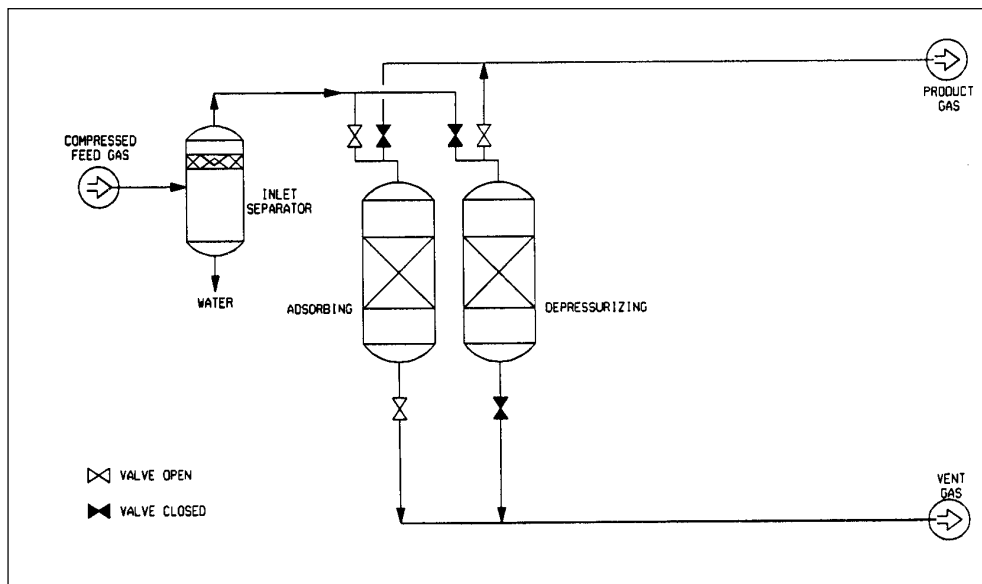 PRODUCT
GAS
COMPRESSED
FEED GAS
INLET
SEPARATOR
WATER
ADSORBING
DEPRESSURIZING
VALVE OPEN
VALVE CLOSED
VENT
GAS